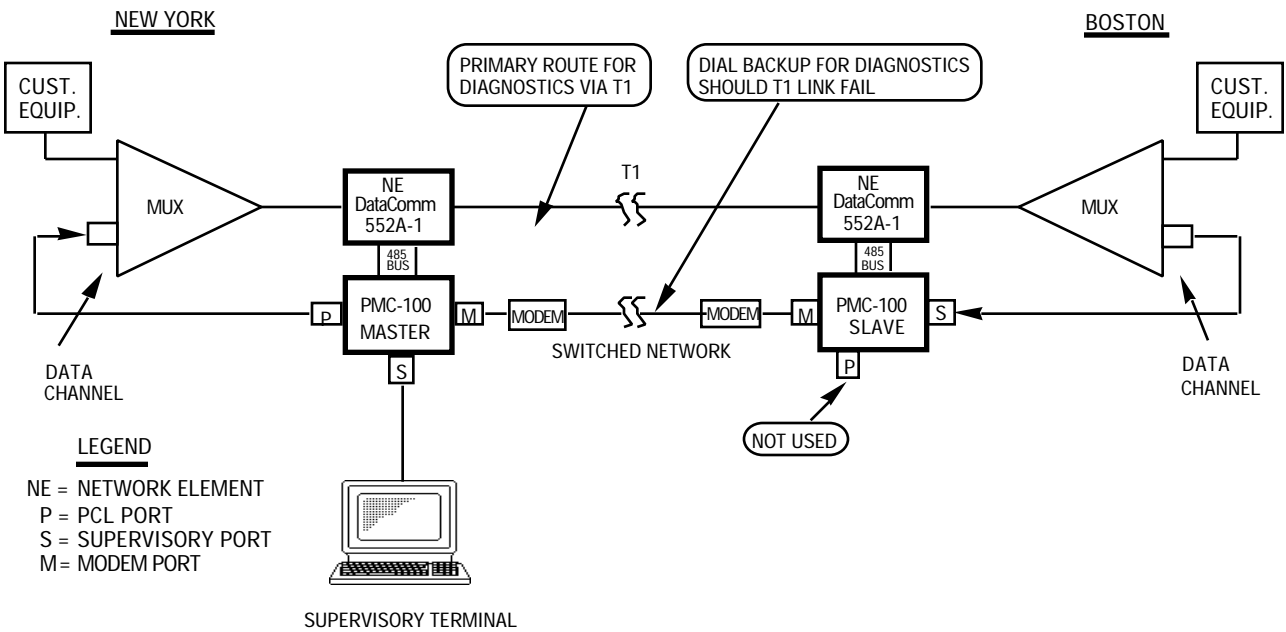 NEW YORK
BOSTON
CUST.
EQUIP.
PRIMARY ROUTE FOR
DIAGNOSTICS VIA T1
DIAL BACKUP FOR DIAGNOSTICS
SHOULD T1 LINK FAIL
CUST.
EQUIP.
MUX
NE
DataComm
552A-1
T1
NE
DataComm
552A-1
MUX
485
BUS
485
BUS
P
PMC-100
MASTER
M
MODEM
MODEM
M
PMC-100
SLAVE
S
SWITCHED NETWORK
S
P
DATA
CHANNEL
DATA
CHANNEL
NOT USED
LEGEND
NE = NETWORK ELEMENT
P = PCL PORT
S = SUPERVISORY PORT
M = MODEM PORT
SUPERVISORY TERMINAL